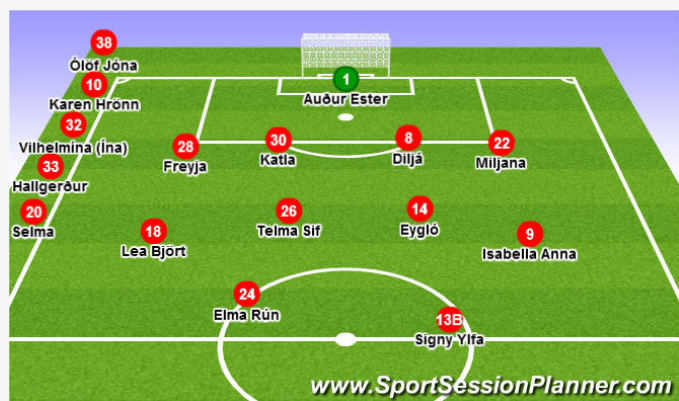 38
Ólöf Jóna
1
10
Auður Ester
Karen Hrönn
32
Vilhelmína (Ína)
28
Freyja
30
Katla
8
Diljá
22
Miljana
33
Hallgerður
20
Selma
18
Lea Björt
26
Telma Sif
14
Eygló
9
Isabella Anna
24
Elma Rún
13B
Signy Ylfa
www.SportSessionPlanner.com